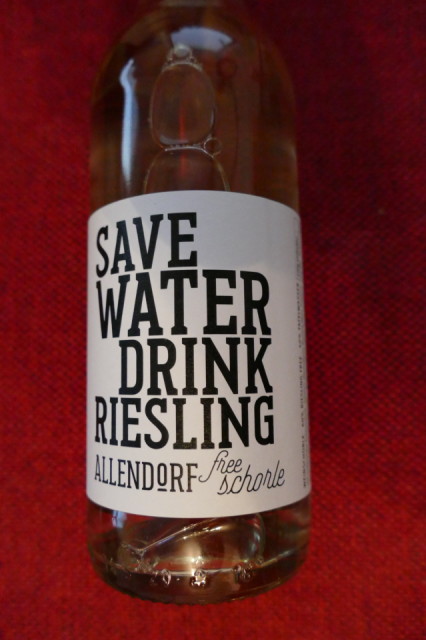 SAVE
WATER
DRINK
RIESLING
ALLENDORF free schorle